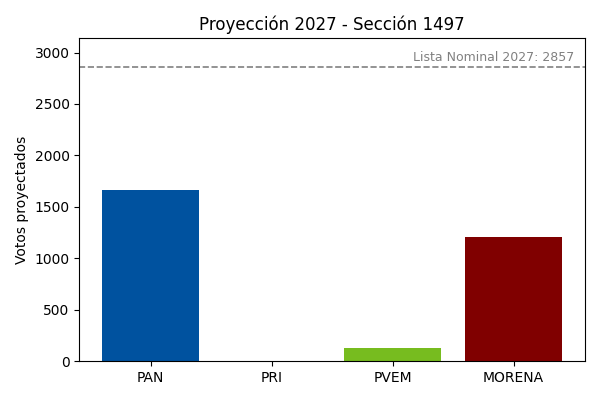 Proyección 2027 - Sección 1497
Lista Nominal 2027: 2857
Votos proyectados
3000
2500
2000
1500
1000
500
0
PAN PRI PVEM MORENA